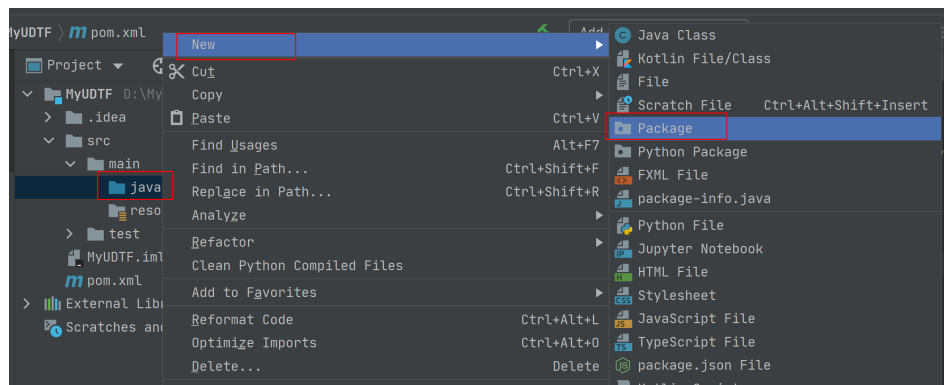 MyUDTF > pom.xml
Add
Project
MyUDTF D:\My
.idea
src
main
java
reso
test
MyUDTF.iml
pom.xml
External Lib
Scratches and
New
Cut Ctrl+X
Copy
Paste Ctrl+V
Find Usages Alt+F7
Find in Path... Ctrl+Shift+F
Replace in Path... Ctrl+Shift+R
Analyze
Refactor
Clean Python Compiled Files
Add to Favorites
Reformat Code Ctrl+Alt+L
Optimize Imports Ctrl+Alt+O
Delete... Delete
Java Class
Kotlin File/Class
File
Scratch File Ctrl+Alt+Shift+Insert
Package
Python Package
FXML File
package-info.java
Python File
Jupyter Notebook
HTML File
Stylesheet
JavaScript File
TypeScript File
package.json File